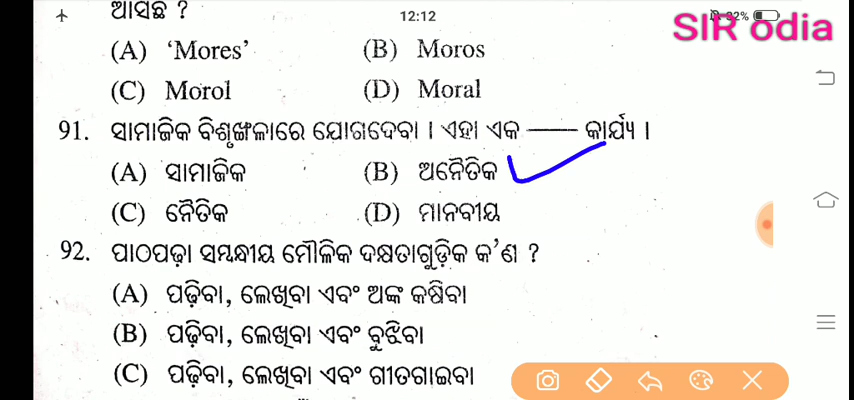 ଆସିଛି ?
12:12
32%
SIR odia
(A) ‘Mores’ (B) Moros
(C) Morol (D) Moral
91. ସାମାଜିକ ବିଶୃଙ୍ଖଳାରେ ଯୋଗଦେବା । ଏହା ଏକ —— କାର୍ଯ୍ୟ ।
(A) ସାମାଜିକ (B) ଅନୈତିକ
(C) ନୈତିକ (D) ମାନବୀୟ
92. ପାଠପଢ଼ା ସମ୍ବନ୍ଧୀୟ ମୌଳିକ ଦକ୍ଷତାଗୁଡ଼ିକ କ’ଣ ?
(A) ପଢ଼ିବା, ଲେଖିବା ଏବଂ ଅଙ୍କ କଷିବା
(B) ପଢ଼ିବା, ଲେଖିବା ଏବଂ ବୁଝିବା
(C) ପଢ଼ିବା, ଲେଖିବା ଏବଂ ଗୀତଗାଇବା